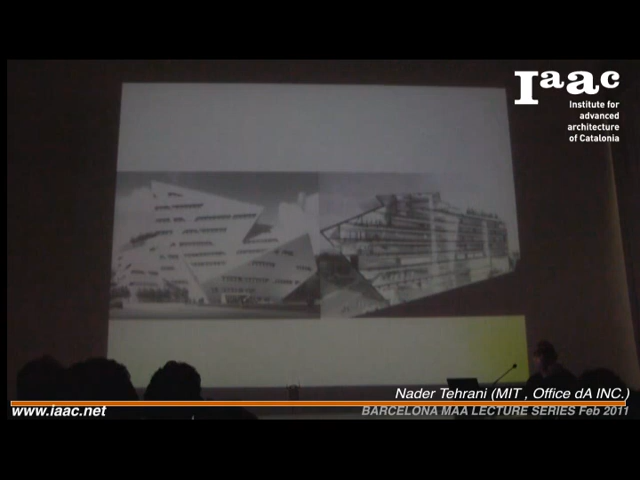 Iaac
Institute for
advanced
architecture
of Catalonia
Nader Tehrani (MIT , Office dA INC.)
www.iaac.net
BARCELONA MAA LECTURE SERIES Feb 2011